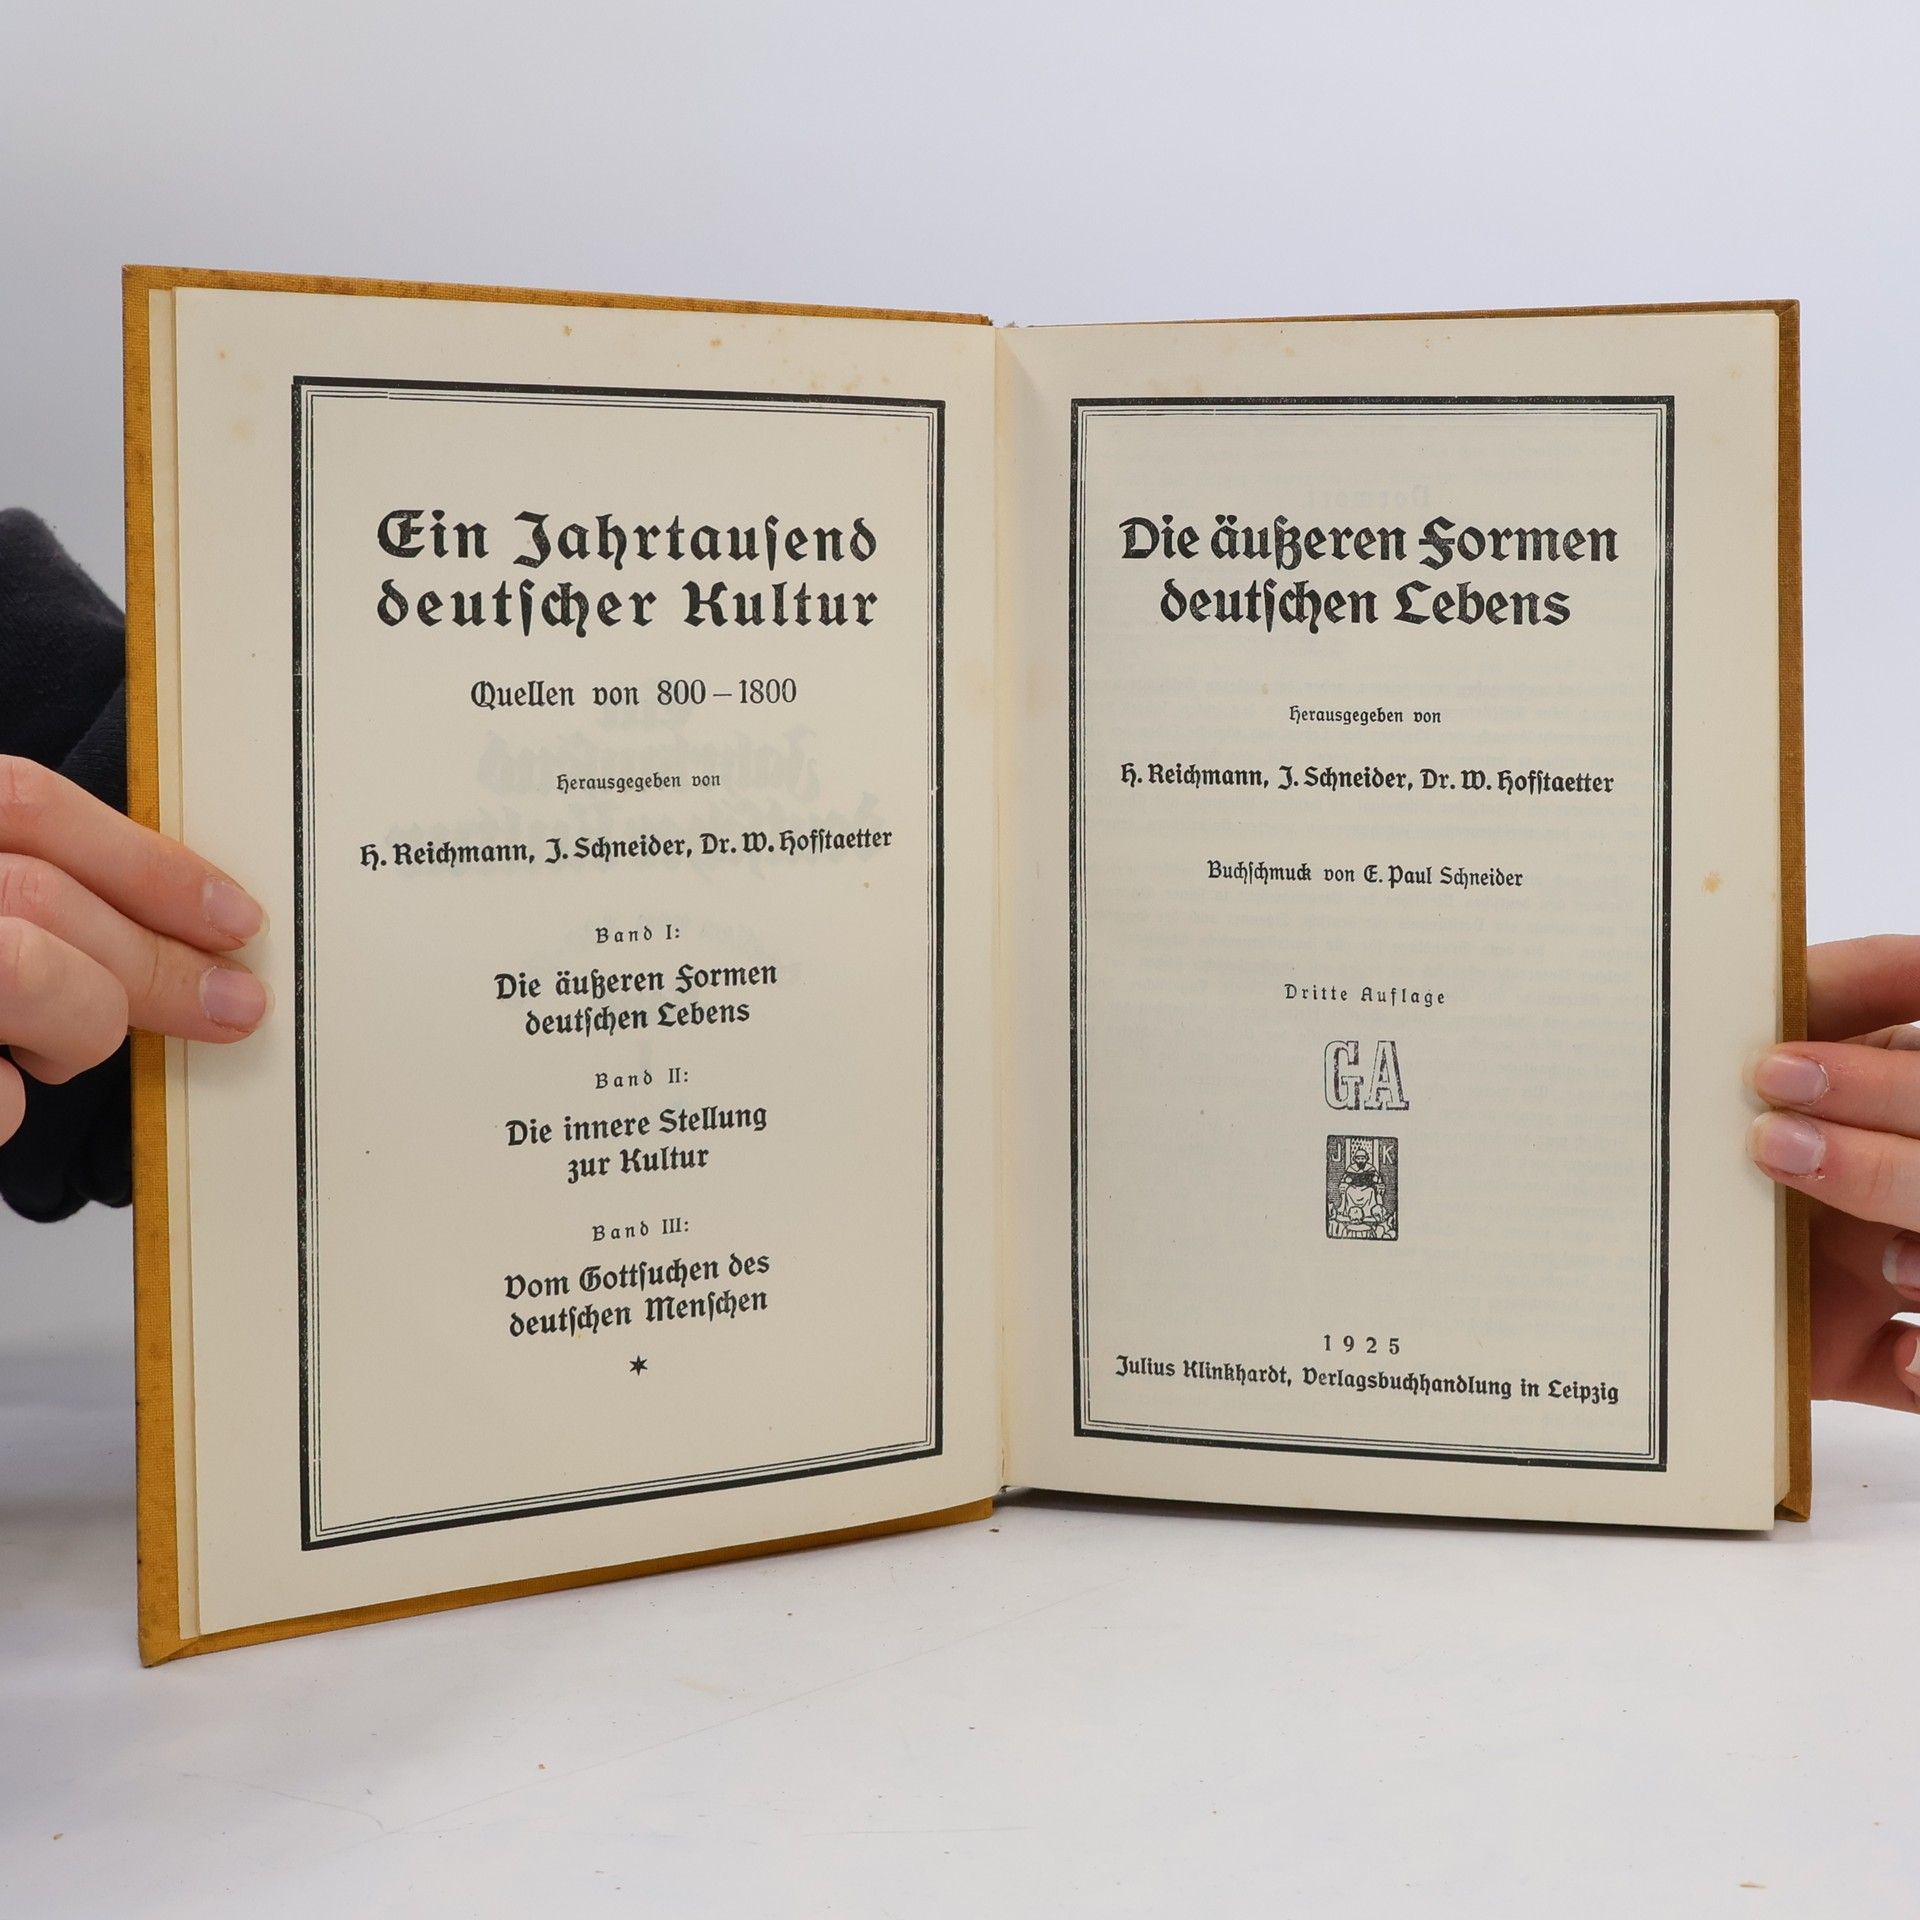 Ein Jahrtausend
deutscher Kultur
Quellen von 800–1800
Herausgegeben von
H. Reichmann, J. Schneider, Dr. W. Hofstaetter
Band I:
Die äußeren Formen
deutschen Lebens
Band II:
Die innere Stellung
zur Kultur
Band III:
Vom Gottsuchen des
deutschen Menschen
*
Die äußeren Formen
deutschen Lebens
Herausgegeben von
H. Reichmann, J. Schneider, Dr. W. Hofstaetter
Buchschmuck von E. Paul Schneider
Dritte Auflage
GA
J K
1925
Julius Klinkhardt, Verlagsbuchhandlung in Leipzig